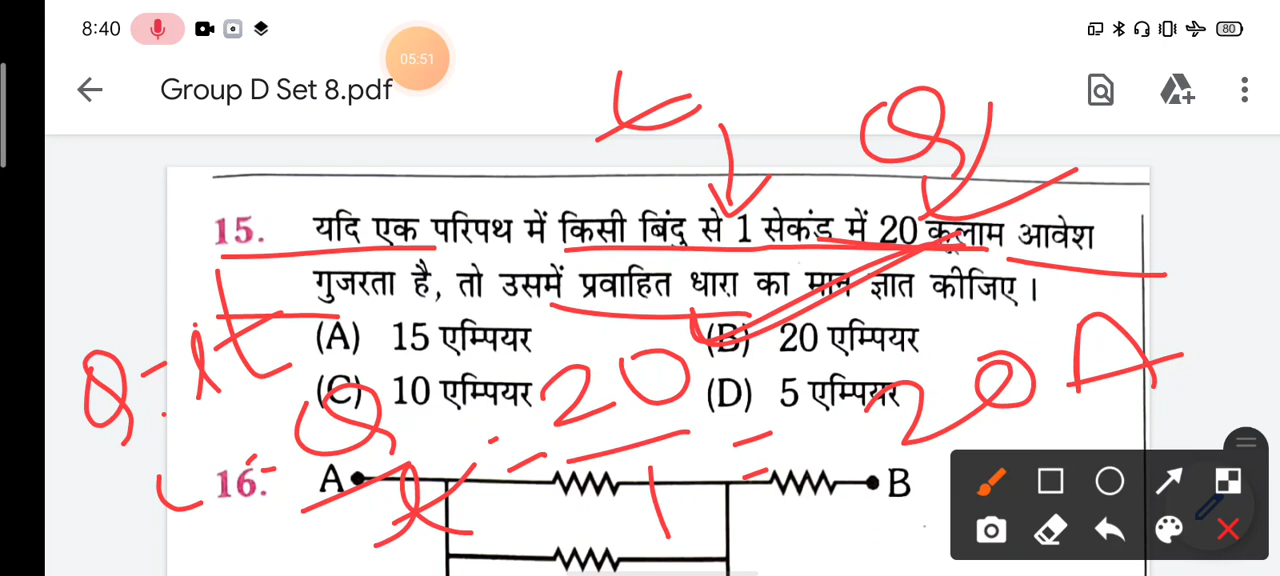 8:40
05:51
80
Group D Set 8.pdf
t
Q
15. यदि एक परिपथ में किसी बिंदु से 1 सेकंड में 20 कूलाम आवेश
गुजरता है, तो उसमें प्रवाहित धारा का मान ज्ञात कीजिए।
(A) 15 एम्पियर (B) 20 एम्पियर
(C) 10 एम्पियर (D) 5 एम्पियर
Q = it
i = Q/t = 20/1 = 20 A
16. A B